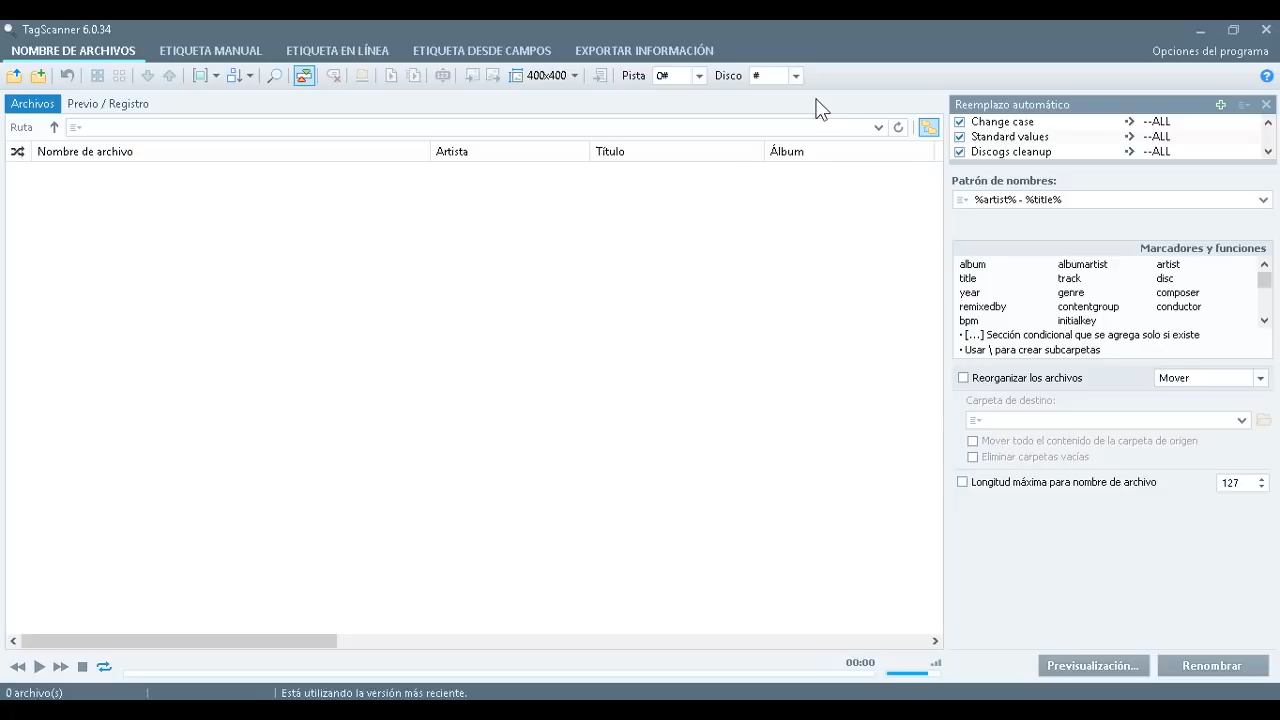 TagScanner 6.0.34
NOMBRE DE ARCHIVOS ETIQUETA MANUAL ETIQUETA EN LÍNEA ETIQUETA DESDE CAMPOS EXPORTAR INFORMACIÓN
Opciones del programa
400x400 Pista 0# Disco #
Archivos Previo / Registro
Ruta
Nombre de archivo Artista Título Álbum
Reemplazo automático
Change case --ALL
Standard values --ALL
Discogs cleanup --ALL
Patrón de nombres:
%artist% - %title%
Marcadores y funciones
album albumartist artist
title track disc
year genre composer
remixedby contentgroup conductor
bpm initialkey
• [...] Sección condicional que se agrega solo si existe
• Usar \ para crear subcarpetas
Reorganizar los archivos Mover
Carpeta de destino:
Mover todo el contenido de la carpeta de origen
Eliminar carpetas vacías
Longitud máxima para nombre de archivo 127
00:00
Previsualización... Renombrar
0 archivo(s) Está utilizando la versión más reciente.